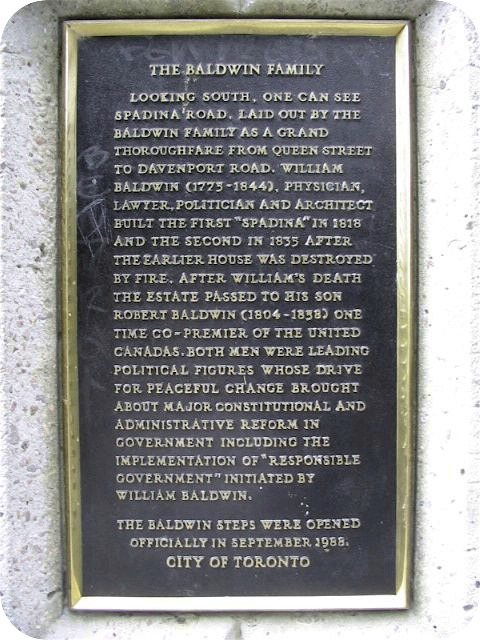 THE BALDWIN FAMILY
LOOKING SOUTH, ONE CAN SEE
SPADINA ROAD. LAID OUT BY THE
BALDWIN FAMILY AS A GRAND
THOROUGHFARE FROM QUEEN STREET
TO DAVENPORT ROAD. WILLIAM
BALDWIN (1775-1844), PHYSICIAN,
LAWYER, POLITICIAN AND ARCHITECT
BUILT THE FIRST "SPADINA" IN 1818
AND THE SECOND IN 1835 AFTER
THE EARLIER HOUSE WAS DESTROYED
BY FIRE. AFTER WILLIAM'S DEATH
THE ESTATE PASSED TO HIS SON
ROBERT BALDWIN (1804-1858) ONE
TIME CO-PREMIER OF THE UNITED
CANADAS. BOTH MEN WERE LEADING
POLITICAL FIGURES WHOSE DRIVE
FOR PEACEFUL CHANGE BROUGHT
ABOUT MAJOR CONSTITUTIONAL AND
ADMINISTRATIVE REFORM IN
GOVERNMENT INCLUDING THE
IMPLEMENTATION OF "RESPONSIBLE
GOVERNMENT" INITIATED BY
WILLIAM BALDWIN.
THE BALDWIN STEPS WERE OPENED
OFFICIALLY IN SEPTEMBER 1988.
CITY OF TORONTO